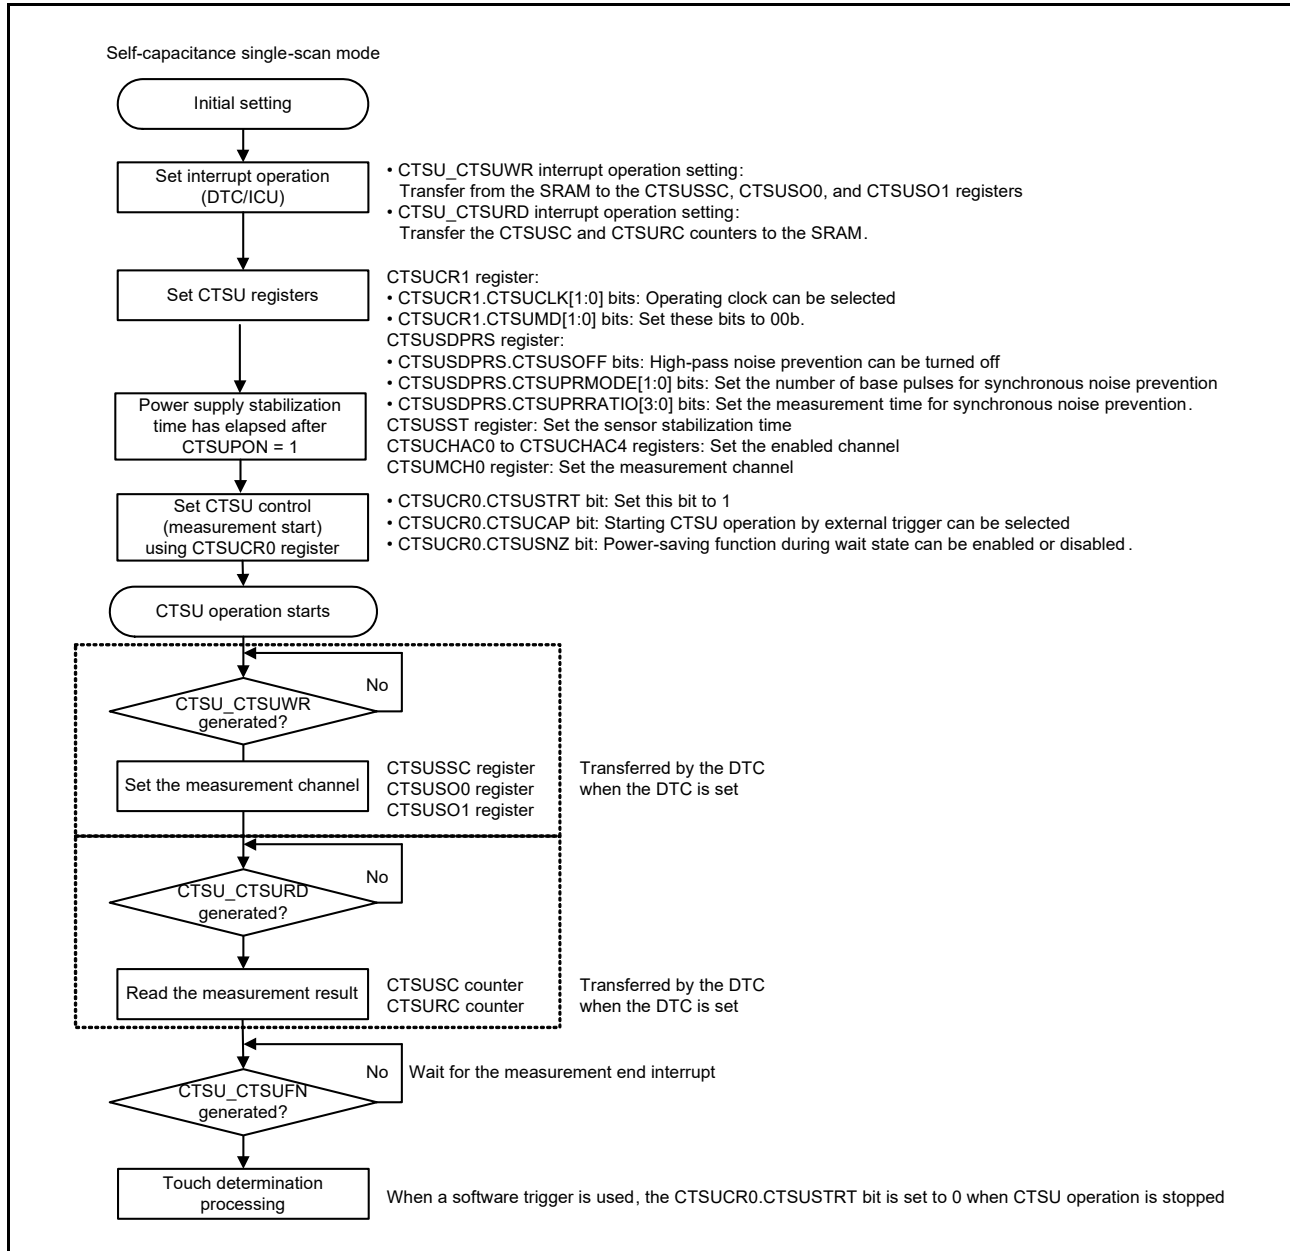 Self-capacitance single-scan mode
Initial setting
Set interrupt operation
(DTC/ICU)
• CTSU_CTSUWR interrupt operation setting:
Transfer from the SRAM to the CTSUSSC, CTSUSO0, and CTSUSO1 registers
• CTSU_CTSURD interrupt operation setting:
Transfer the CTSUSC and CTSURC counters to the SRAM.
Set CTSU registers
CTSUCR1 register:
• CTSUCR1.CTSUCLK[1:0] bits: Operating clock can be selected
• CTSUCR1.CTSUMD[1:0] bits: Set these bits to 00b.
CTSUSDPRS register:
• CTSUSDPRS.CTSUSOFF bits: High-pass noise prevention can be turned off
• CTSUSDPRS.CTSUPRMODE[1:0] bits: Set the number of base pulses for synchronous noise prevention
• CTSUSDPRS.CTSUPRRATIO[3:0] bits: Set the measurement time for synchronous noise prevention.
CTSUSST register: Set the sensor stabilization time
CTSUCHAC0 to CTSUCHAC4 registers: Set the enabled channel
CTSUMCH0 register: Set the measurement channel
Power supply stabilization
time has elapsed after
CTSUPON = 1
Set CTSU control
(measurement start)
using CTSUCR0 register
• CTSUCR0.CTSUSTRT bit: Set this bit to 1
• CTSUCR0.CTSUCAP bit: Starting CTSU operation by external trigger can be selected
• CTSUCR0.CTSUSNZ bit: Power-saving function during wait state can be enabled or disabled.
CTSU operation starts
No
CTSU_CTSUWR
generated?
Set the measurement channel
CTSUSSC register
CTSUSO0 register
CTSUSO1 register
Transferred by the DTC
when the DTC is set
No
CTSU_CTSURD
generated?
Read the measurement result
CTSUSC counter
CTSURC counter
Transferred by the DTC
when the DTC is set
No
Wait for the measurement end interrupt
CTSU_CTSUFN
generated?
Touch determination
processing
When a software trigger is used, the CTSUCR0.CTSUSTRT bit is set to 0 when CTSU operation is stopped